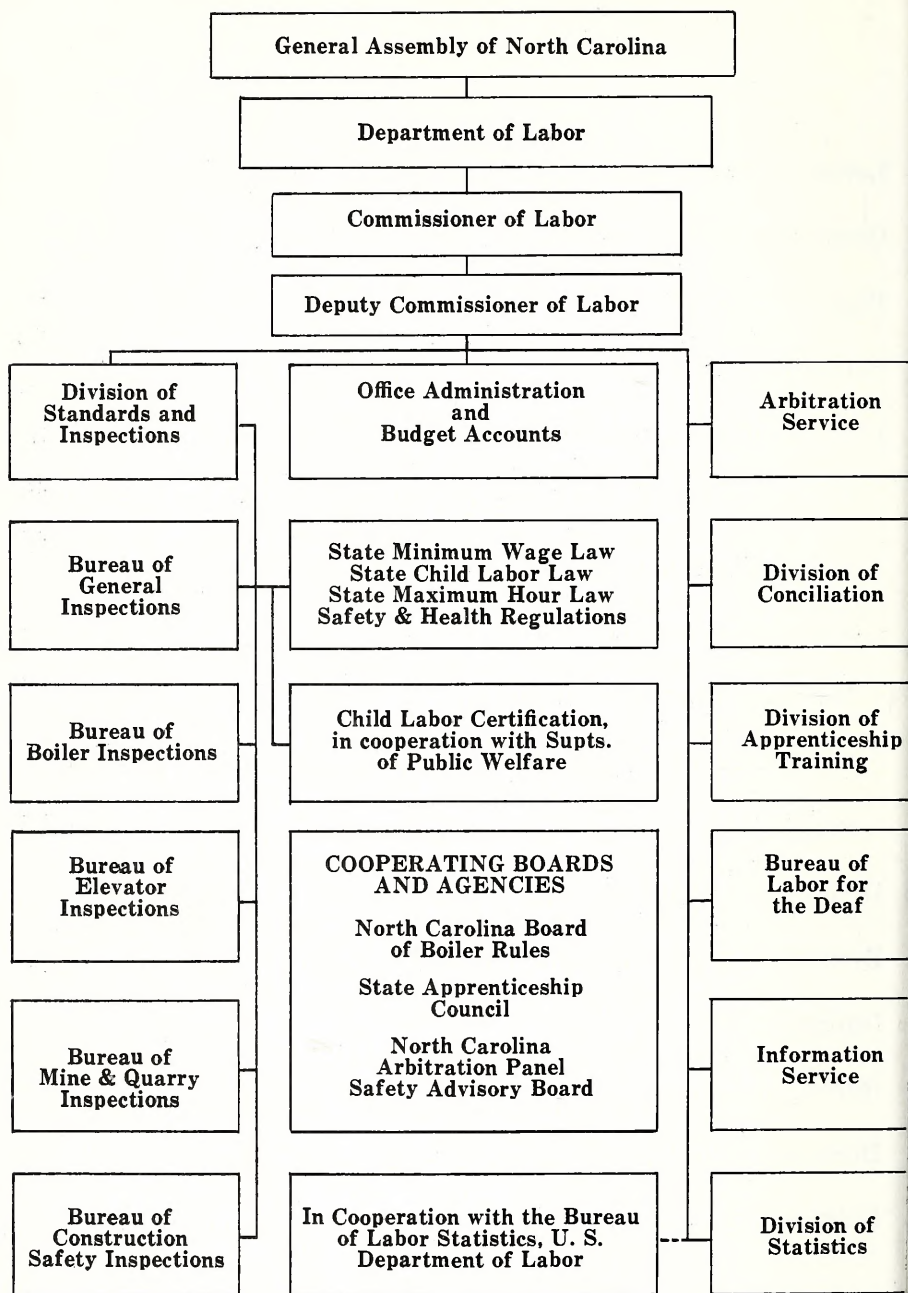 General Assembly of North Carolina
Department of Labor
Commissioner of Labor
Deputy Commissioner of Labor
Division of
Standards and
Inspections
Office Administration
and
Budget Accounts
Arbitration
Service
Bureau of
General
Inspections
State Minimum Wage Law
State Child Labor Law
State Maximum Hour Law
Safety & Health Regulations
Division of
Conciliation
Bureau of
Boiler Inspections
Child Labor Certification,
in cooperation with Supts.
of Public Welfare
Division of
Apprenticeship
Training
Bureau of
Elevator
Inspections
COOPERATING BOARDS
AND AGENCIES
North Carolina Board
of Boiler Rules
State Apprenticeship
Council
North Carolina
Arbitration Panel
Safety Advisory Board
Bureau of
Labor for
the Deaf
Bureau of
Mine & Quarry
Inspections
Information
Service
Bureau of
Construction
Safety Inspections
In Cooperation with the Bureau
of Labor Statistics, U. S.
Department of Labor
Division of
Statistics